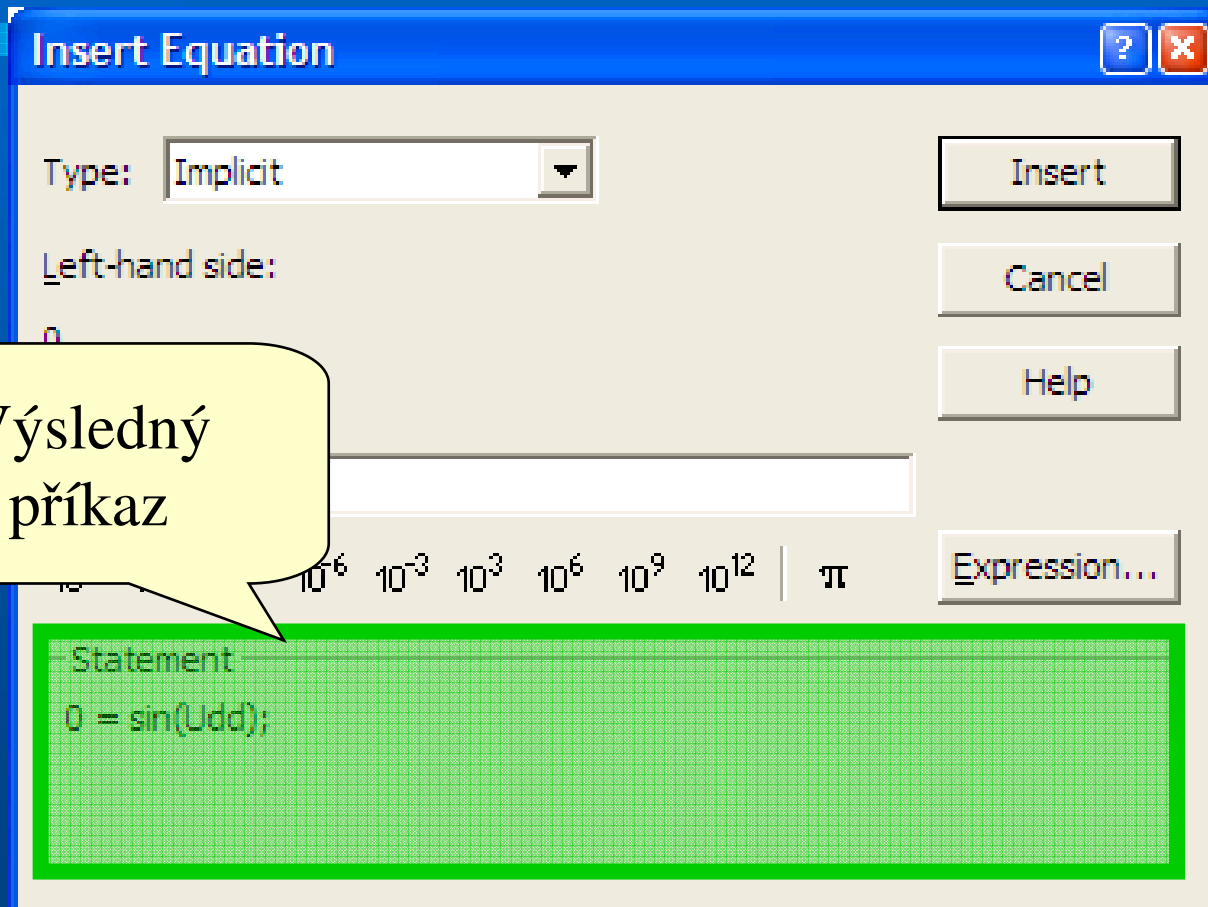 Insert Equation
Type: Implicit
Insert
Left-hand side:
Cancel
Help
Výsledný
příkaz
10⁻⁶ 10⁻³ 10³ 10⁶ 10⁹ 10¹² π
Expression...
Statement
0 = sin(Udd);